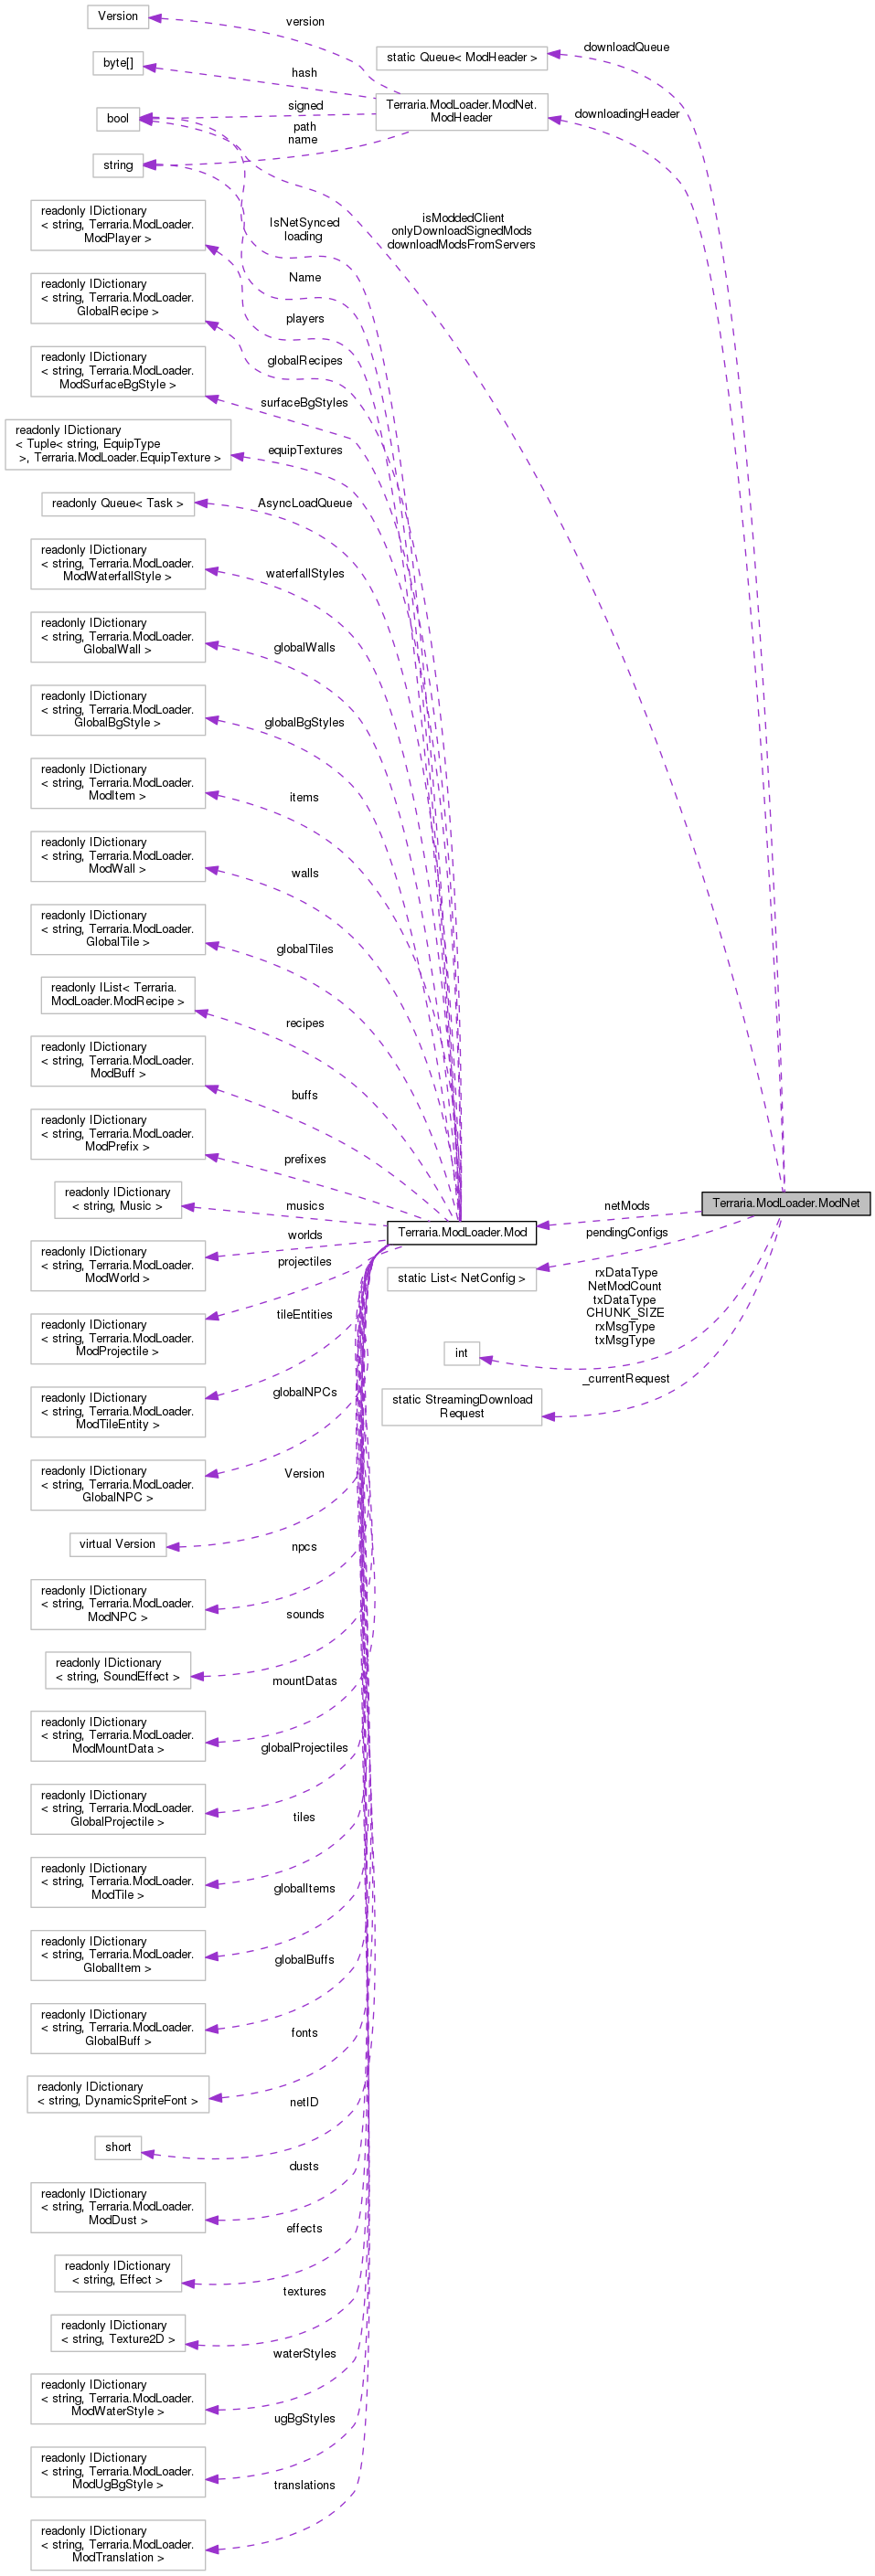 Version
version
static Queue< ModHeader >
downloadQueue
byte[]
hash
Terraria.ModLoader.ModNet.
ModHeader
downloadingHeader
bool
signed
string
path
name
readonly IDictionary
< string, Terraria.ModLoader.
ModPlayer >
IsNetSynced
loading
isModdedClient
onlyDownloadSignedMods
downloadModsFromServers
Name
readonly IDictionary
< string, Terraria.ModLoader.
GlobalRecipe >
players
readonly IDictionary
< string, Terraria.ModLoader.
ModSurfaceBgStyle >
globalRecipes
surfaceBgStyles
readonly IDictionary
< Tuple< string, EquipType
>, Terraria.ModLoader.EquipTexture >
equipTextures
readonly Queue< Task >
AsyncLoadQueue
readonly IDictionary
< string, Terraria.ModLoader.
ModWaterfallStyle >
waterfallStyles
readonly IDictionary
< string, Terraria.ModLoader.
GlobalWall >
globalWalls
readonly IDictionary
< string, Terraria.ModLoader.
GlobalBgStyle >
globalBgStyles
readonly IDictionary
< string, Terraria.ModLoader.
ModItem >
items
readonly IDictionary
< string, Terraria.ModLoader.
ModWall >
walls
readonly IDictionary
< string, Terraria.ModLoader.
GlobalTile >
globalTiles
readonly IList< Terraria.
ModLoader.ModRecipe >
recipes
readonly IDictionary
< string, Terraria.ModLoader.
ModBuff >
buffs
readonly IDictionary
< string, Terraria.ModLoader.
ModPrefix >
prefixes
readonly IDictionary
< string, Music >
musics
Terraria.ModLoader.Mod
netMods
Terraria.ModLoader.ModNet
readonly IDictionary
< string, Terraria.ModLoader.
ModWorld >
worlds
projectiles
static List< NetConfig >
pendingConfigs
readonly IDictionary
< string, Terraria.ModLoader.
ModProjectile >
tileEntities
int
rxDataType
NetModCount
txDataType
CHUNK_SIZE
rxMsgType
txMsgType
readonly IDictionary
< string, Terraria.ModLoader.
ModTileEntity >
globalNPCs
static StreamingDownload
Request
_currentRequest
readonly IDictionary
< string, Terraria.ModLoader.
GlobalNPC >
Version
virtual Version
npcs
readonly IDictionary
< string, Terraria.ModLoader.
ModNPC >
sounds
readonly IDictionary
< string, SoundEffect >
mountDatas
readonly IDictionary
< string, Terraria.ModLoader.
ModMountData >
globalProjectiles
readonly IDictionary
< string, Terraria.ModLoader.
GlobalProjectile >
tiles
readonly IDictionary
< string, Terraria.ModLoader.
ModTile >
globalItems
readonly IDictionary
< string, Terraria.ModLoader.
GlobalItem >
globalBuffs
readonly IDictionary
< string, Terraria.ModLoader.
GlobalBuff >
fonts
readonly IDictionary
< string, DynamicSpriteFont >
netID
short
dusts
readonly IDictionary
< string, Terraria.ModLoader.
ModDust >
effects
readonly IDictionary
< string, Effect >
textures
readonly IDictionary
< string, Texture2D >
waterStyles
readonly IDictionary
< string, Terraria.ModLoader.
ModWaterStyle >
ugBgStyles
readonly IDictionary
< string, Terraria.ModLoader.
ModUgBgStyle >
translations
readonly IDictionary
< string, Terraria.ModLoader.
ModTranslation >